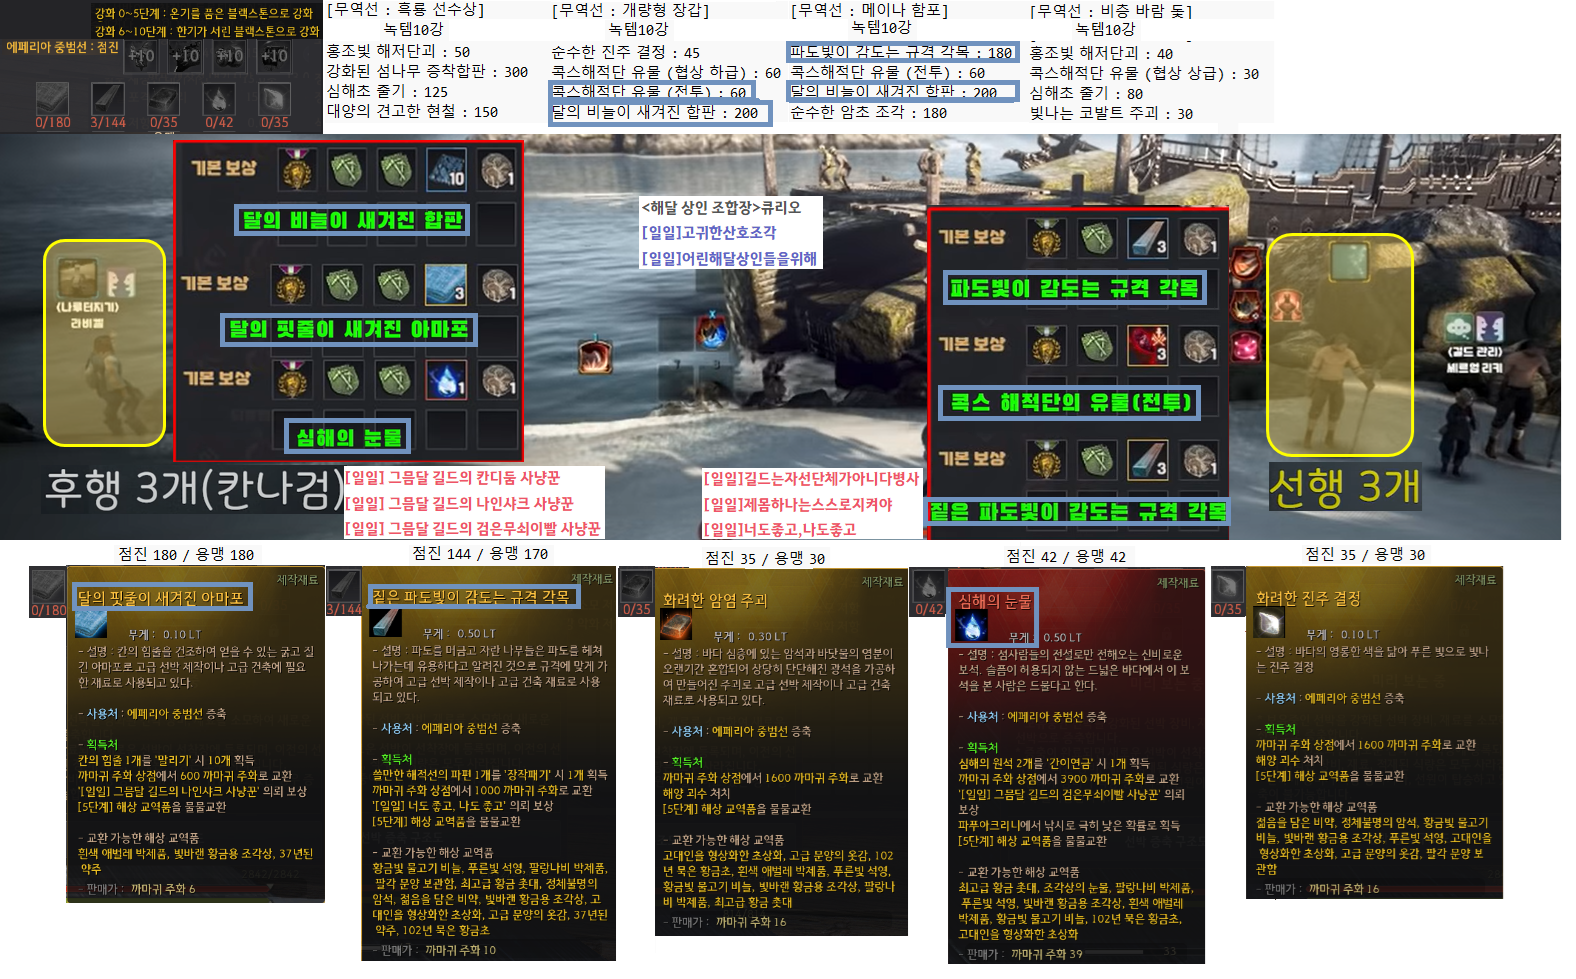 강화 0~5단계 : 온기를 품은 블랙스톤으로 강화
강화 6~10단계 : 한기가 서린 블랙스톤으로 강화
에페리아 중범선 : 점진
+10 +10 +10 +10
0/180 3/144 0/35 0/42 0/35
[무역선 : 흑룡 선수상]
녹템10강
홍조빛 해저단괴 : 50
강화된 섬나무 증착합판 : 300
심해초 줄기 : 125
대양의 견고한 현철 : 150
[무역선 : 개량형 장갑]
녹템10강
순수한 진주 결정 : 45
콕스해적단 유물 (협상 하급) : 60
콕스해적단 유물 (전투) : 60
달의 비늘이 새겨진 합판 : 200
[무역선 : 메이나 함포]
녹템10강
파도빛이 감도는 규격 각목 : 180
콕스해적단 유물 (전투) : 60
달의 비늘이 새겨진 합판 : 200
순수한 암초 조각 : 180
[무역선 : 비층 바람 돛]
녹템10강
홍조빛 해저단괴 : 40
콕스해적단 유물 (협상 상급) : 30
심해초 줄기 : 80
빛나는 코발트 주괴 : 30
<나루터지기>
라비켈
후행 3개(칸나검)
기본 보상
10 1
달의 비늘이 새겨진 합판
기본 보상
3 1
달의 핏줄이 새겨진 아마포
기본 보상
1 1
심해의 눈물
[일일] 그믐달 길드의 칸디둠 사냥꾼
[일일] 그믐달 길드의 나인샤크 사냥꾼
[일일] 그믐달 길드의 검은무쇠이빨 사냥꾼
<해달 상인 조합장>큐리오
[일일]고귀한산호조각
[일일]어린해달상인들을위해
[일일]길드는자선단체가아니다병사
[일일]제몸하나는스스로지켜야
[일일]너도좋고,나도좋고
기본 보상
3 1
파도빛이 감도는 규격 각목
기본 보상
3 1
콕스 해적단의 유물(전투)
기본 보상
3 1
짙은 파도빛이 감도는 규격 각목
선행 3개
<길드 관리>
세르엄 리키
점진 180 / 용맹 180
0/180
제작재료
달의 핏줄이 새겨진 아마포
무게 : 0.10 LT
- 설명 : 칸의 힘줄을 건조하여 얻을 수 있는 굵고 질
긴 아마포로 고급 선박 제작이나 고급 건축에 필요
한 재료로 사용되고 있다.
- 사용처 : 에페리아 중범선 증축
- 획득처
칸의 힘줄 1개를 '말리기' 시 10개 획득
까마귀 주화 상점에서 600 까마귀 주화로 교환
'[일일] 그믐달 길드의 나인샤크 사냥꾼' 의뢰 보상
[5단계] 해상 교역품을 물물교환
- 교환 가능한 해상 교역품
흰색 애벌레 박제품, 빛바랜 황금용 조각상, 37년된
약주
- 판매가 : 까마귀 주화 6
점진 144 / 용맹 170
3/144
제작재료
짙은 파도빛이 감도는 규격 각목
무게 : 0.50 LT
- 설명 : 파도를 머금고 자란 나무들은 파도를 헤쳐
나가는데 유용하다고 알려진 것으로 규격에 맞게 가
공하여 고급 선박 제작이나 고급 건축 재료로 사용
되고 있다.
- 사용처 : 에페리아 중범선 증축
- 획득처
쓸만한 해적선의 파편 1개를 '장작패기' 시 1개 획득
까마귀 주화 상점에서 1000 까마귀 주화로 교환
'[일일] 너도 좋고, 나도 좋고' 의뢰 보상
[5단계] 해상 교역품을 물물교환
- 교환 가능한 해상 교역품
황금빛 물고기 비늘, 푸른빛 석영, 팔랑나비 박제품,
팔각 문양 보관함, 최고급 황금 촛대, 정체불명의
암석, 젊음을 담은 비약, 빛바랜 황금용 조각상, 고
대인을 형상화한 초상화, 고급 문양의 옷감, 37년된
약주, 102년 묵은 황금초
- 판매가 : 까마귀 주화 10
점진 35 / 용맹 30
0/35
제작재료
화려한 암염 주괴
무게 : 0.30 LT
- 설명 : 바다 심층에 있는 암석과 바닷물의 염분이
오랜기간 혼합되어 상당히 단단해진 광석을 가공하
여 만들어진 주괴로 고급 선박 제작이나 고급 건축
재료로 사용되고 있다.
- 사용처 : 에페리아 중범선 증축
- 획득처
까마귀 주화 상점에서 1600 까마귀 주화로 교환
해양 괴수 처치
[5단계] 해상 교역품을 물물교환
- 교환 가능한 해상 교역품
고대인을 형상화한 초상화, 고급 문양의 옷감, 102
년 묵은 황금초, 흰색 애벌레 박제품, 푸른빛 석영,
황금빛 물고기 비늘, 빛바랜 황금용 조각상, 팔랑나
비 박제품, 최고급 황금 촛대
- 판매가 : 까마귀 주화 16
점진 42 / 용맹 42
0/42
제작재료
심해의 눈물
무게 : 0.50 LT
- 설명 : 섬사람들의 전설로만 전해오는 신비로운
보석. 슬픔이 허용되지 않는 드넓은 바다에서 이 보
석을 본 사람은 드물다고 한다.
- 사용처 : 에페리아 중범선 증축
- 획득처
심해의 원석 2개를 '간이연금' 시 1개 획득
까마귀 주화 상점에서 3900 까마귀 주화로 교환
'[일일] 그믐달 길드의 검은무쇠이빨 사냥꾼' 의뢰
보상
파푸아크리니에서 낚시로 극히 낮은 확률로 획득
[5단계] 해상 교역품을 물물교환
- 교환 가능한 해상 교역품
최고급 황금 촛대, 조각상의 눈물, 팔랑나비 박제품,
푸른빛 석영, 빛바랜 황금용 조각상, 흰색 애벌레
박제품, 황금빛 물고기 비늘, 102년 묵은 황금초,
고대인을 형상화한 초상화
- 판매가 : 까마귀 주화 39
점진 35 / 용맹 30
0/35
제작재료
화려한 진주 결정
무게 : 0.10 LT
- 설명 : 바다의 영롱한 색을 닮아 푸른 빛으로 빛나
는 진주 결정
- 사용처 : 에페리아 중범선 증축
- 획득처
까마귀 주화 상점에서 1600 까마귀 주화로 교환
해양 괴수 처치
[5단계] 해상 교역품을 물물교환
- 교환 가능한 해상 교역품
젊음을 담은 비약, 정체불명의 암석, 황금빛 물고기
비늘, 빛바랜 황금용 조각상, 푸른빛 석영, 고대인을
형상화한 초상화, 고급 문양의 옷감, 팔각 문양 보
관함
- 판매가 : 까마귀 주화 16